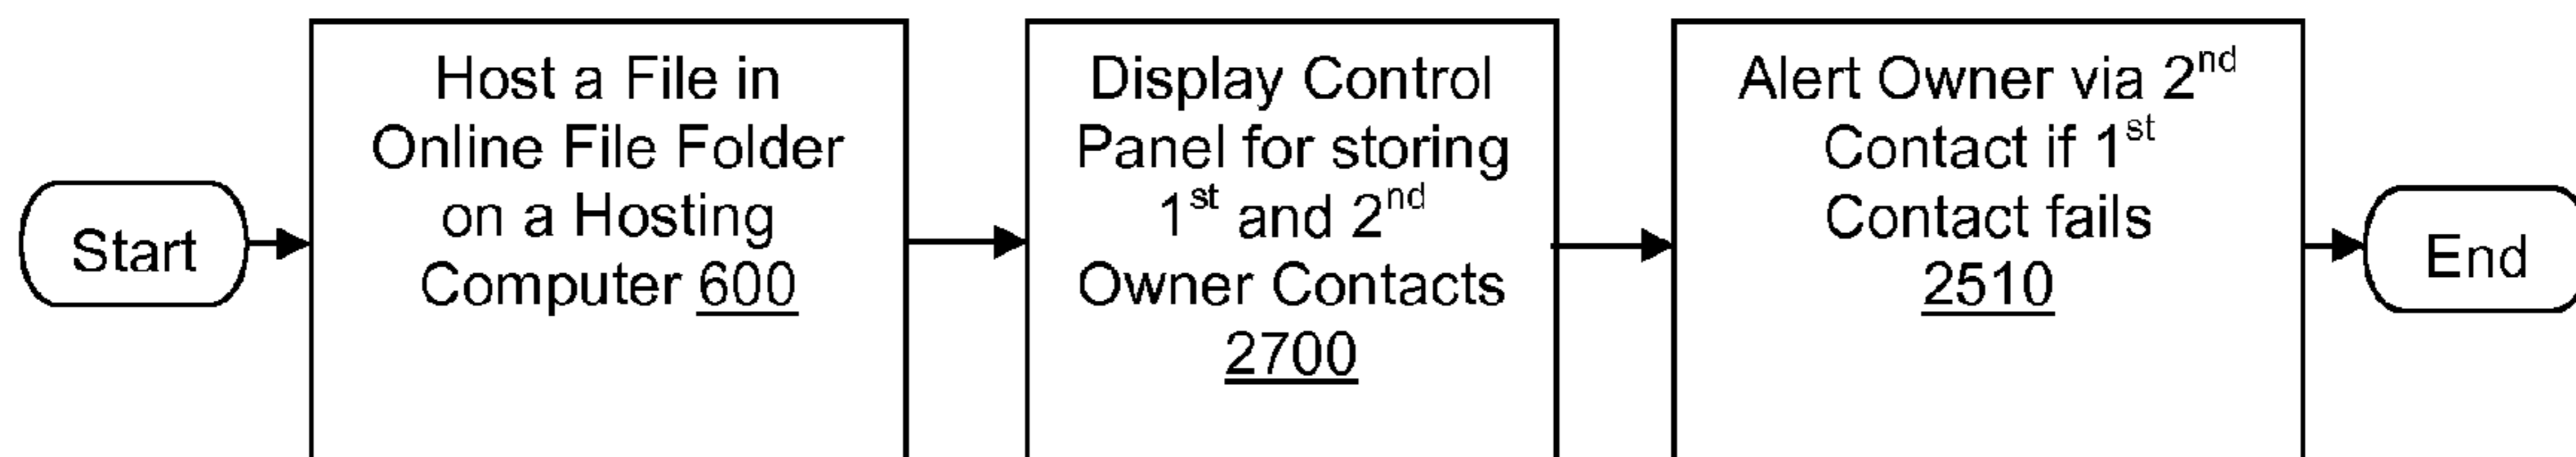 Start
Host a File in
Online File Folder
on a Hosting
Computer 600
Display Control
Panel for storing
1st and 2nd
Owner Contacts
2700
Alert Owner via 2nd
Contact if 1st
Contact fails
2510
End